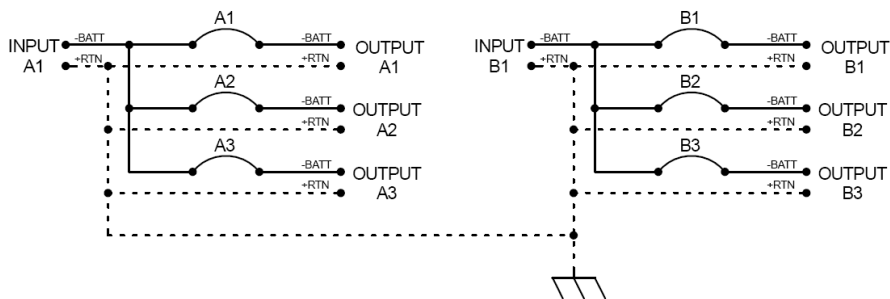 A1
-BATT
-BATT
INPUT
A1
+RTN
+RTN
OUTPUT
A1
A2
-BATT
+RTN
OUTPUT
A2
A3
-BATT
+RTN
OUTPUT
A3
B1
-BATT
-BATT
INPUT
B1
+RTN
+RTN
OUTPUT
B1
B2
-BATT
+RTN
OUTPUT
B2
B3
-BATT
+RTN
OUTPUT
B3